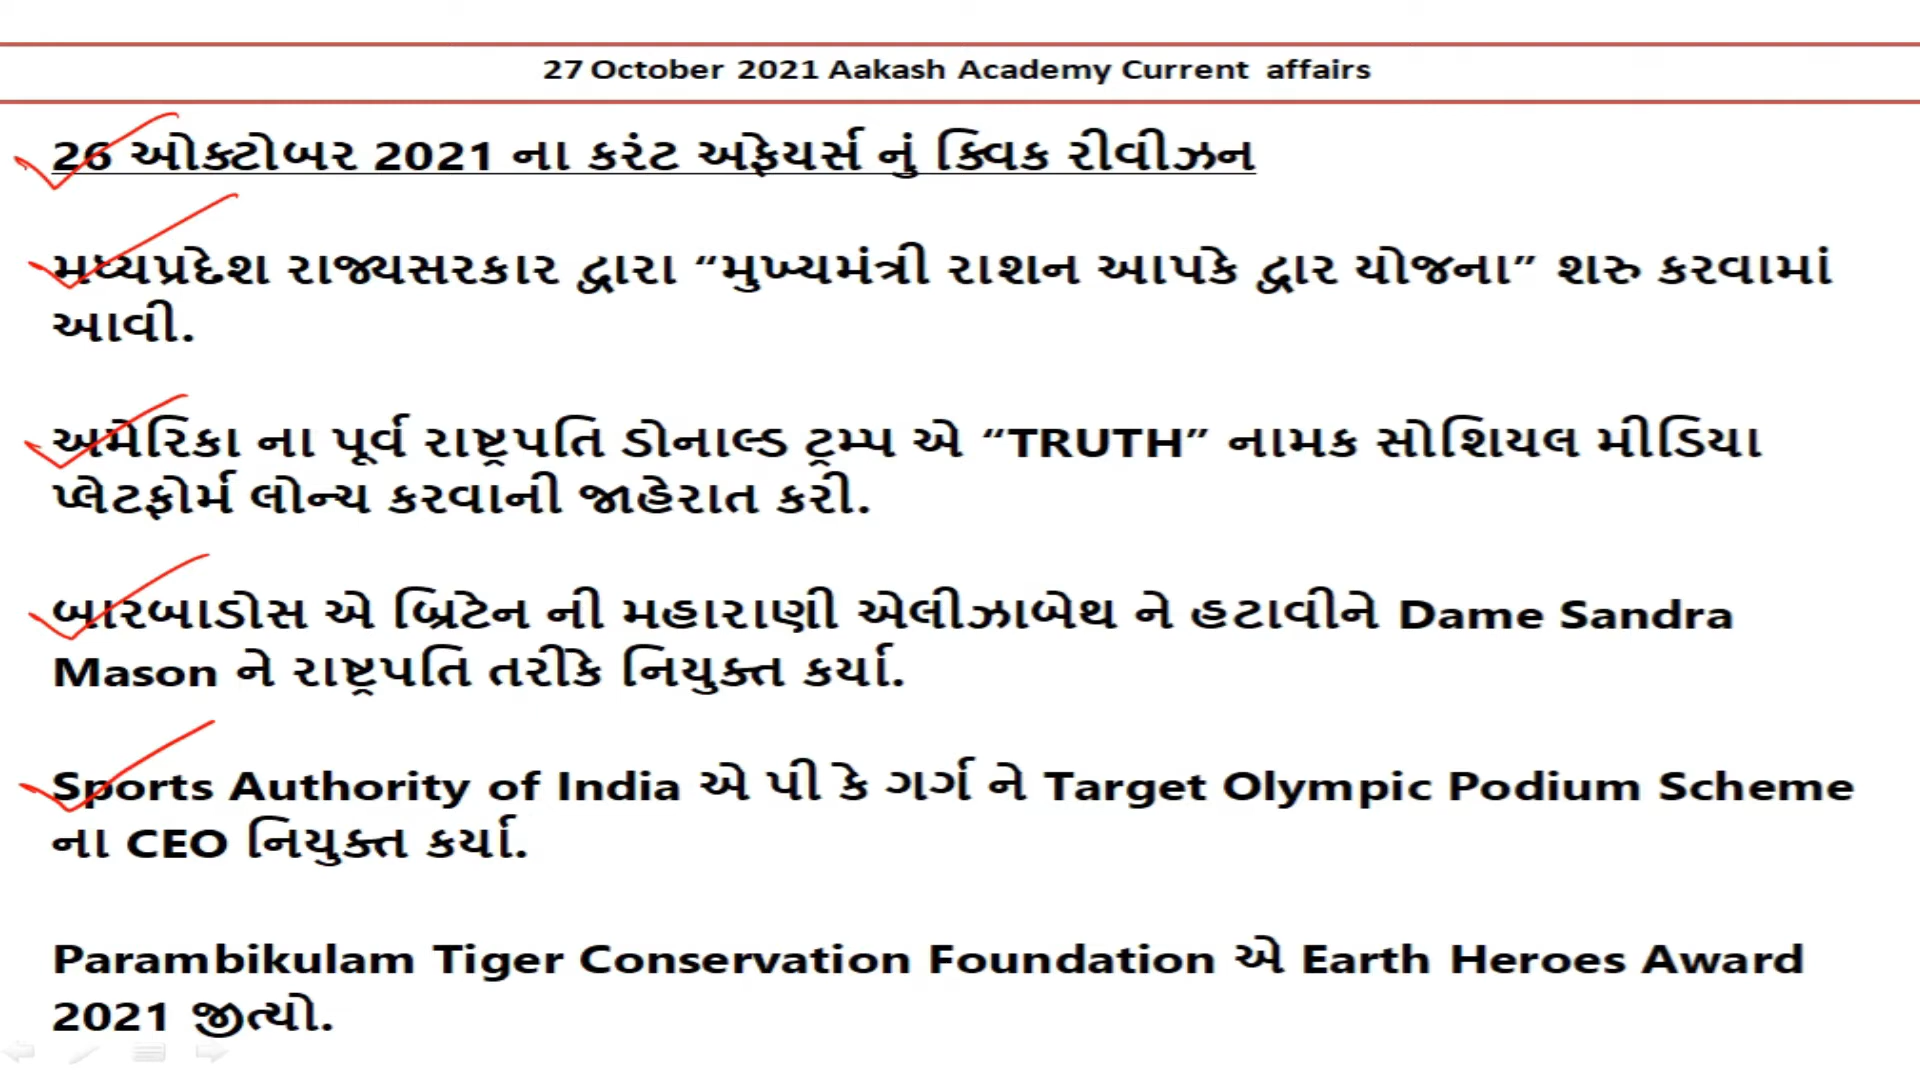 27 October 2021 Aakash Academy Current affairs
26 ઓક્ટોબર 2021 ના કરંટ અફેયર્સ નું ક્વિક રીવીઝન
મધ્યપ્રદેશ રાજ્યસરકાર દ્વારા “મુખ્યમંત્રી રાશન આપકે દ્વાર યોજના” શરુ કરવામાં
આવી.
અમેરિકા ના પૂર્વ રાષ્ટ્રપતિ ડોનાલ્ડ ટ્રમ્પ એ “TRUTH” નામક સોશિયલ મીડિયા
પ્લેટફોર્મ લોન્ચ કરવાની જાહેરાત કરી.
બારબાડોસ એ બ્રિટેન ની મહારાણી એલીઝાબેથ ને હટાવીને Dame Sandra
Mason ને રાષ્ટ્રપતિ તરીકે નિયુક્ત કર્યા.
Sports Authority of India એ પી કે ગર્ગ ને Target Olympic Podium Scheme
ના CEO નિયુક્ત કર્યા.
Parambikulam Tiger Conservation Foundation એ Earth Heroes Award
2021 જીત્યો.